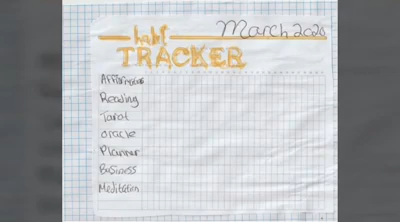 habit March 2020
TRACKER
Affirmations
Reading
Tarot
oracle
Planner
Business
Meditation